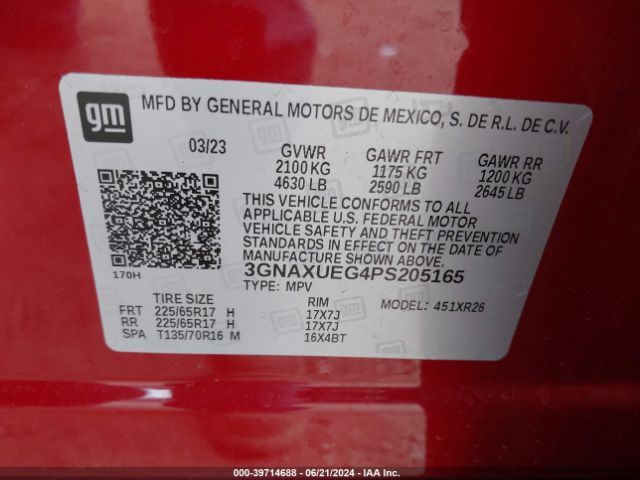 gm
MFD BY GENERAL MOTORS DE MEXICO, S. DE R.L. DE C.V.
03/23 GVWR GAWR FRT GAWR RR
2100 KG 1175 KG 1200 KG
4630 LB 2590 LB 2645 LB
THIS VEHICLE CONFORMS TO ALL
APPLICABLE U.S. FEDERAL MOTOR
VEHICLE SAFETY AND THEFT PREVENTION
STANDARDS IN EFFECT ON THE DATE OF
MANUFACTURE SHOWN ABOVE.
170H 3GNAXUEG4PS205165
TYPE: MPV MODEL: 451XR26
TIRE SIZE RIM
FRT 225/65R17 H 17X7J
RR 225/65R17 H 17X7J
SPA T135/70R16 M 16X4BT
© - 39714688 - 06/21/2024 - IAA Inc.